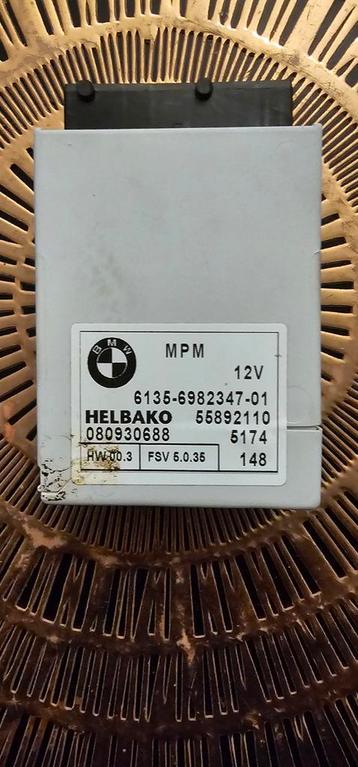 BMW
MPM
12V
6135-6982347-01
HELBAKO 55892110
080930688 5174
HW 00.3 FSV 5.0.35 148